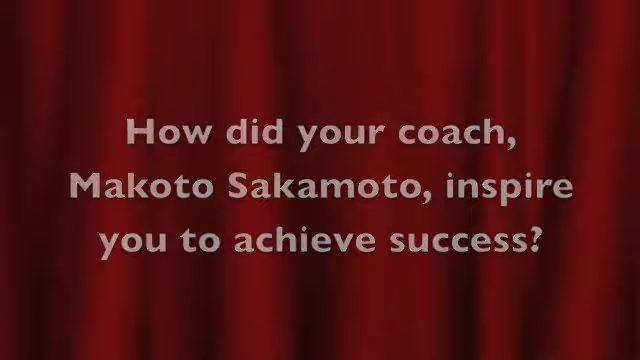 How did your coach,
Makoto Sakamoto, inspire
you to achieve success?